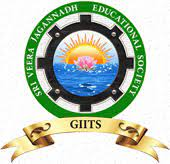 SRI VEERA JAGANNADH EDUCATIONAL SOCIETY
GIITS